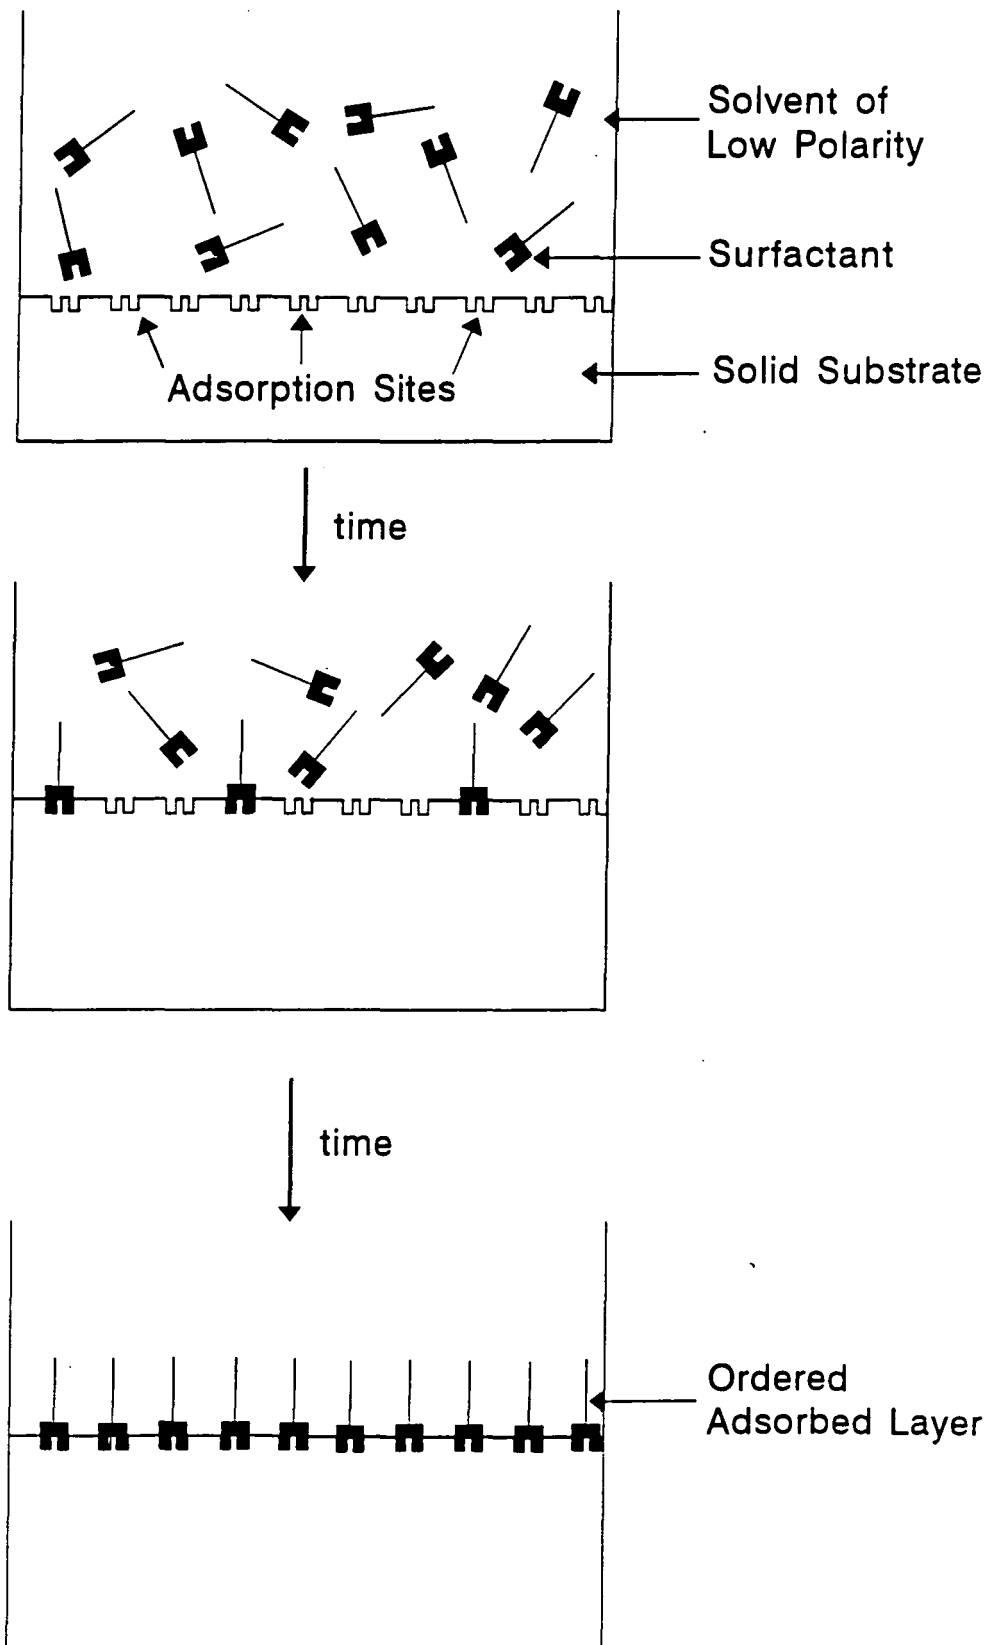 Solvent of
Low Polarity
Surfactant
Adsorption Sites
Solid Substrate
time
time
Ordered
Adsorbed Layer